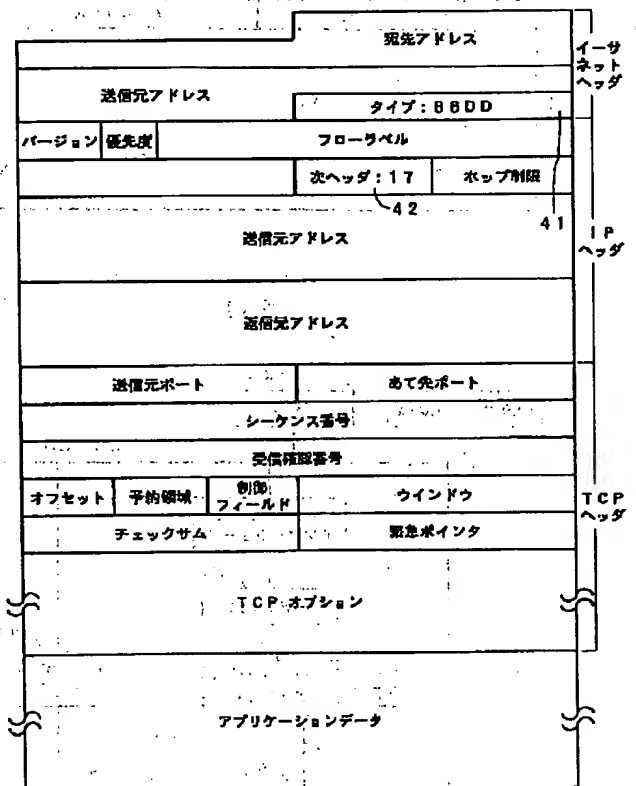 宛先アドレス
イーサ
ネット
ヘッダ
送信元アドレス
タイプ:88DD
41
バージョン
優先度
フローラベル
次ヘッダ:17
ホップ制限
42
IP
ヘッダ
送信元アドレス
返信元アドレス
送信元ポート
あて先ポート
シーケンス番号
受信確認番号
オフセット
予約領域
制御
フィールド
ウインドウ
TCP
ヘッダ
チェックサム
緊急ポインタ
TCPオプション
アプリケーションデータ